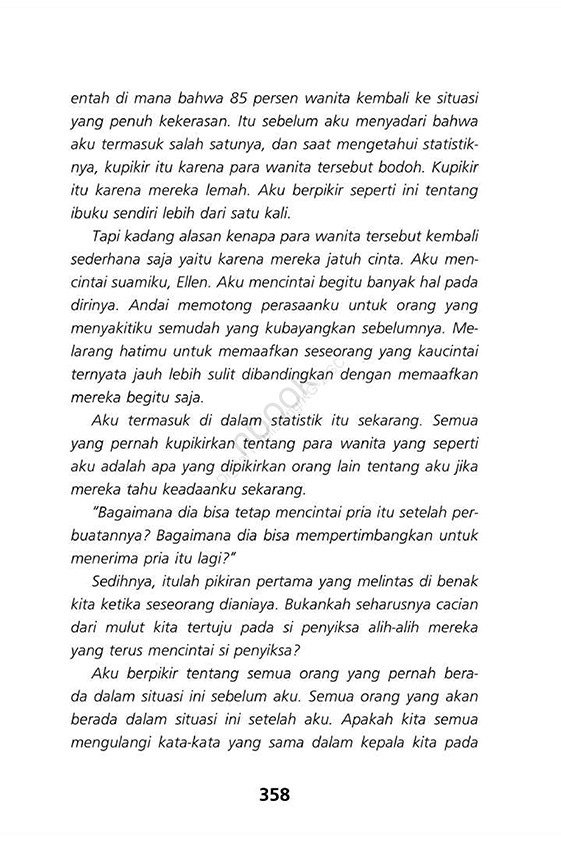 entah di mana bahwa 85 persen wanita kembali ke situasi
yang penuh kekerasan. Itu sebelum aku menyadari bahwa
aku termasuk salah satunya, dan saat mengetahui statistik-
nya, kupikir itu karena para wanita tersebut bodoh. Kupikir
itu karena mereka lemah. Aku berpikir seperti ini tentang
ibuku sendiri lebih dari satu kali.
Tapi kadang alasan kenapa para wanita tersebut kembali
sederhana saja yaitu karena mereka jatuh cinta. Aku men-
cintai suamiku, Ellen. Aku mencintai begitu banyak hal pada
dirinya. Andai memotong perasaanku untuk orang yang
menyakitiku semudah yang kubayangkan sebelumnya. Me-
larang hatimu untuk memaafkan seseorang yang kaucintai
ternyata jauh lebih sulit dibandingkan dengan memaafkan
mereka begitu saja.
Aku termasuk di dalam statistik itu sekarang. Semua
yang pernah kupikirkan tentang para wanita yang seperti
aku adalah apa yang dipikirkan orang lain tentang aku jika
mereka tahu keadaanku sekarang.
“Bagaimana dia bisa tetap mencintai pria itu setelah per-
buatannya? Bagaimana dia bisa mempertimbangkan untuk
menerima pria itu lagi?”
Sedihnya, itulah pikiran pertama yang melintas di benak
kita ketika seseorang dianiaya. Bukankah seharusnya cacian
dari mulut kita tertuju pada si penyiksa alih-alih mereka
yang terus mencintai si penyiksa?
Aku berpikir tentang semua orang yang pernah bera-
da dalam situasi ini sebelum aku. Semua orang yang akan
berada dalam situasi ini setelah aku. Apakah kita semua
mengulangi kata-kata yang sama dalam kepala kita pada
358